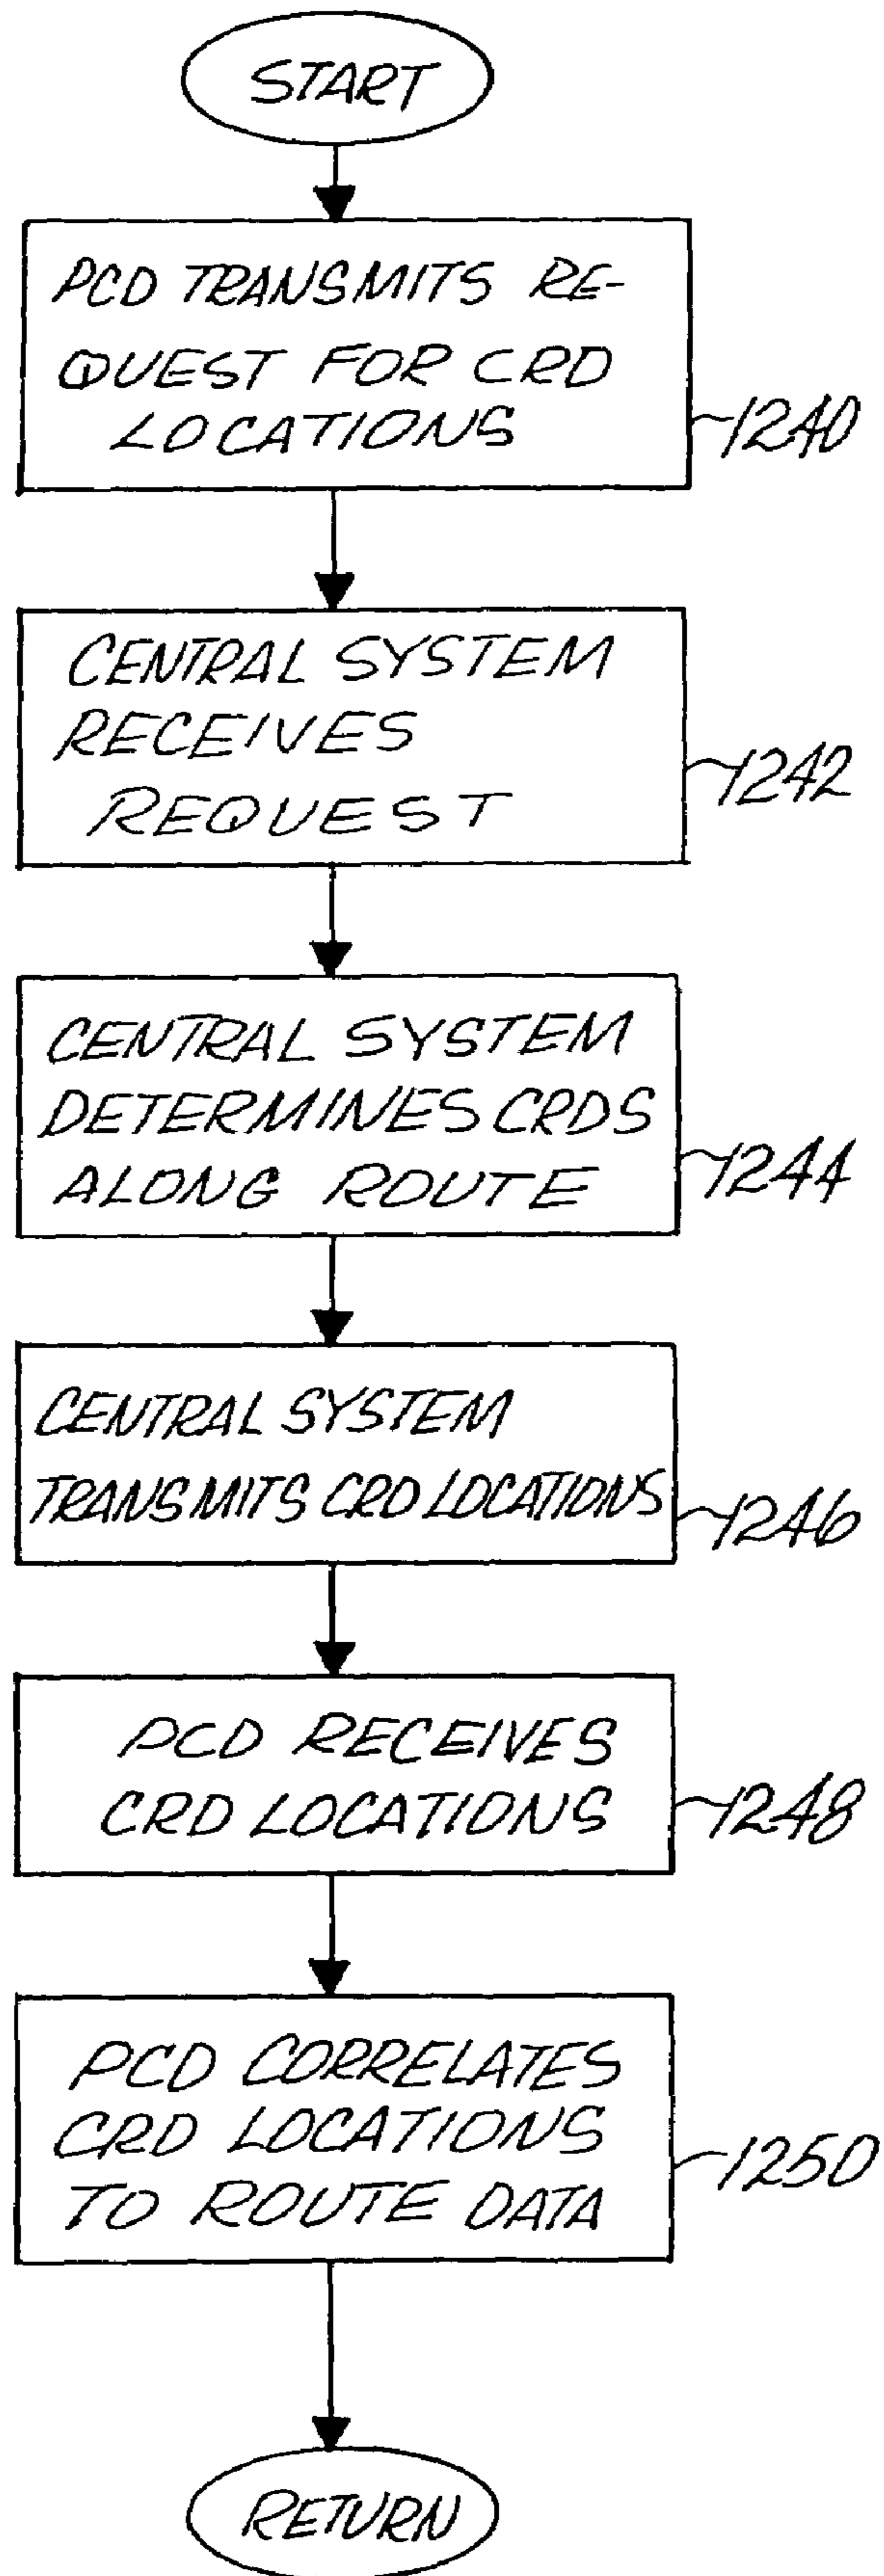 START
PCD TRANSMITS RE-
QUEST FOR CRD
LOCATIONS
1240
CENTRAL SYSTEM
RECEIVES
REQUEST
1242
CENTRAL SYSTEM
DETERMINES CRDS
ALONG ROUTE
1244
CENTRAL SYSTEM
TRANSMITS CRD LOCATIONS
1246
PCD RECEIVES
CRD LOCATIONS
1248
PCD CORRELATES
CRD LOCATIONS
TO ROUTE DATA
1250
RETURN